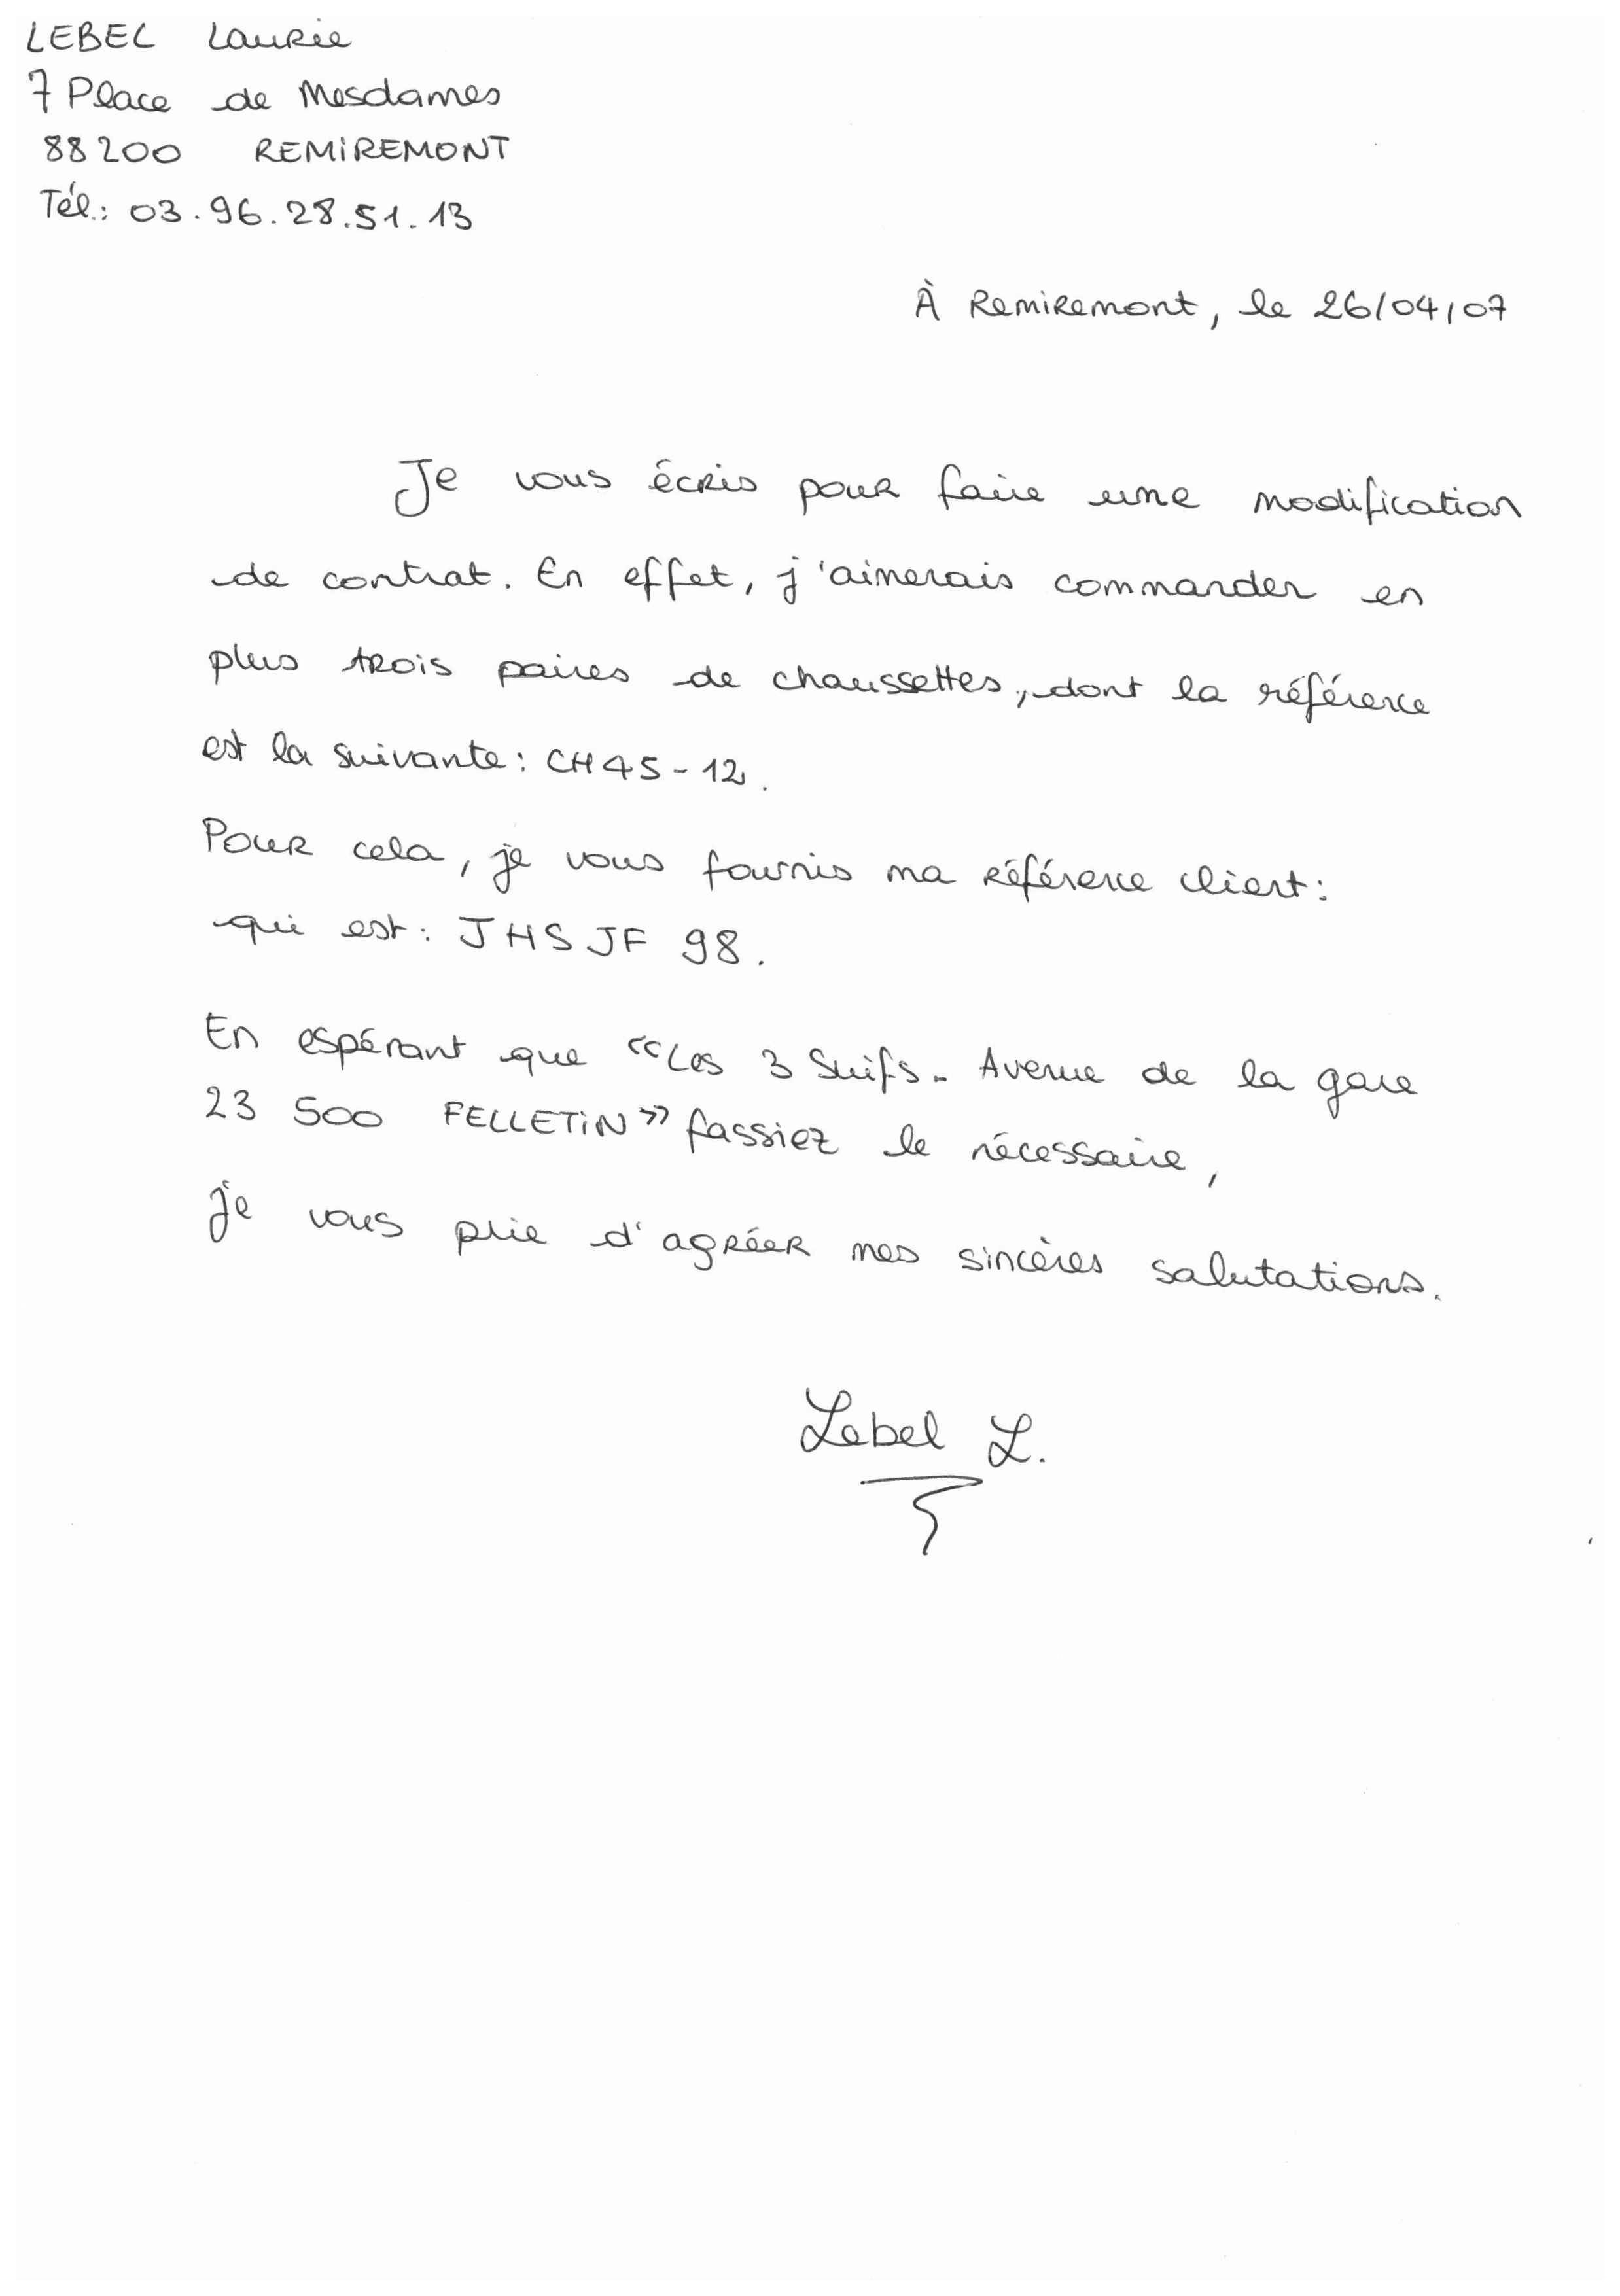 LEBEL Laurie
7 Place de Mesdames
88200 REMIREMONT
Tél.: 03.96.28.51.13
À Remiremont, le 26/04/07
Je vous écris pour faire une modification
de contrat. En effet, j'aimerais commander en
plus trois paires de chaussettes, dont la référence
est la suivante: CH45-12.
Pour cela, je vous fournis ma référence client:
qui est: JHSJF 98.
En espérant que «Les 3 Suifs - Avenue de la gare
23 500 FELLETIN» fassiez le nécessaire,
je vous prie d'agréer mes sincères salutations.
Lebel L.